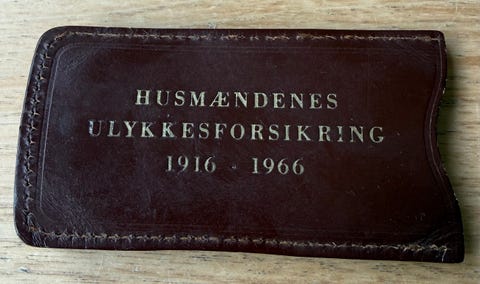 HUSMÆNDENES
ULYKKESFORSIKRING
1916 - 1966